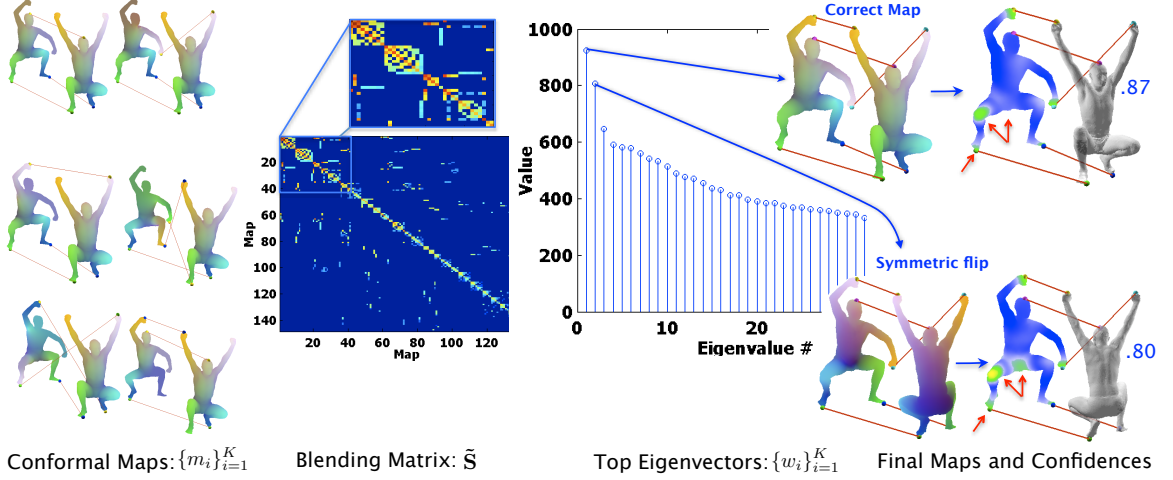 Correct Map
.87
Symmetric flip
.80
20
40
60
80
100
120
140
Map
20 40 60 80 100 120
Map
1000
800
600
400
200
0
Value
0 10 20
Eigenvalue #
Conformal Maps: {m_i}_{i=1}^K
Blending Matrix: S̃
Top Eigenvectors: {w_i}_{i=1}^K
Final Maps and Confidences